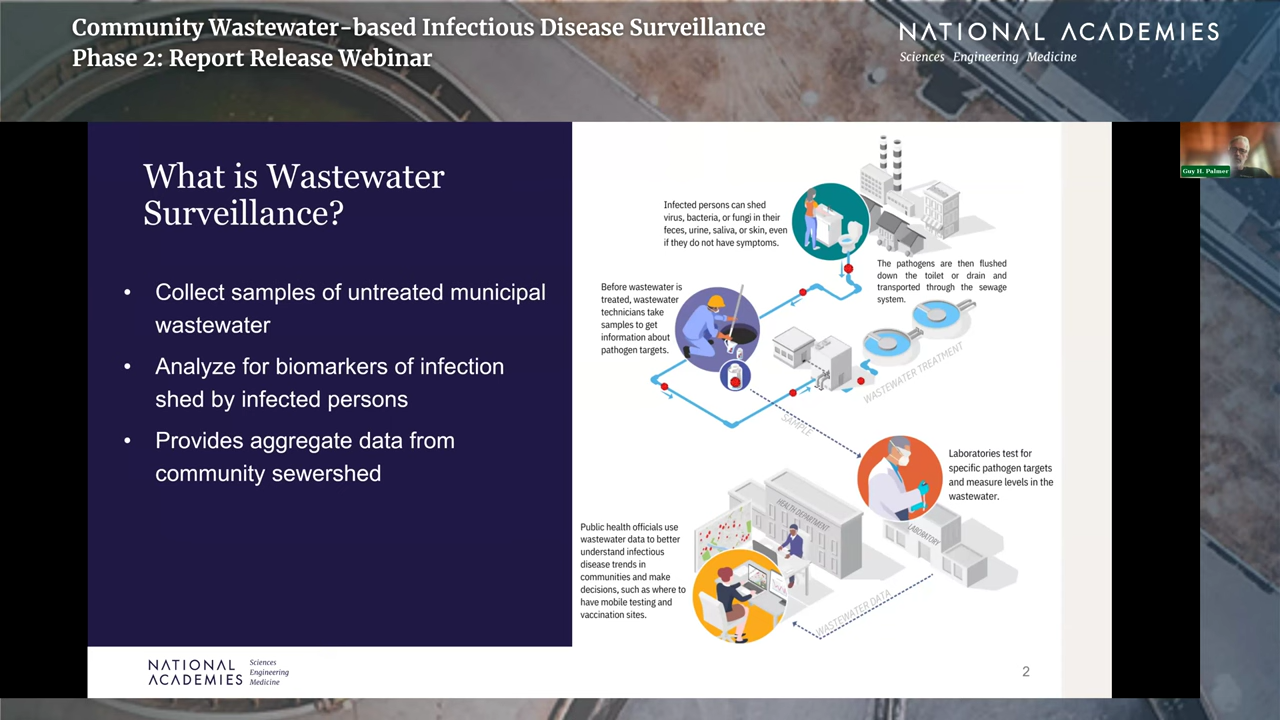 Community Wastewater-based Infectious Disease Surveillance
Phase 2: Report Release Webinar
NATIONAL ACADEMIES
Sciences Engineering Medicine
Guy H. Palmer
What is Wastewater
Surveillance?
• Collect samples of untreated municipal
wastewater
• Analyze for biomarkers of infection
shed by infected persons
• Provides aggregate data from
community sewershed
Infected persons can shed
virus, bacteria, or fungi in their
feces, urine, saliva, or skin, even
if they do not have symptoms.
The pathogens are then flushed
down the toilet or drain and
transported through the sewage
system.
Before wastewater is
treated, wastewater
technicians take
samples to get
information about
pathogen targets.
WASTEWATER TREATMENT
SAMPLE
Laboratories test for
specific pathogen targets
and measure levels in the
wastewater.
HEALTH DEPARTMENT
LABORATORY
Public health officials use
wastewater data to better
understand infectious
disease trends in
communities and make
decisions, such as where to
have mobile testing and
vaccination sites.
WASTEWATER DATA
NATIONAL
ACADEMIES
Sciences
Engineering
Medicine
2